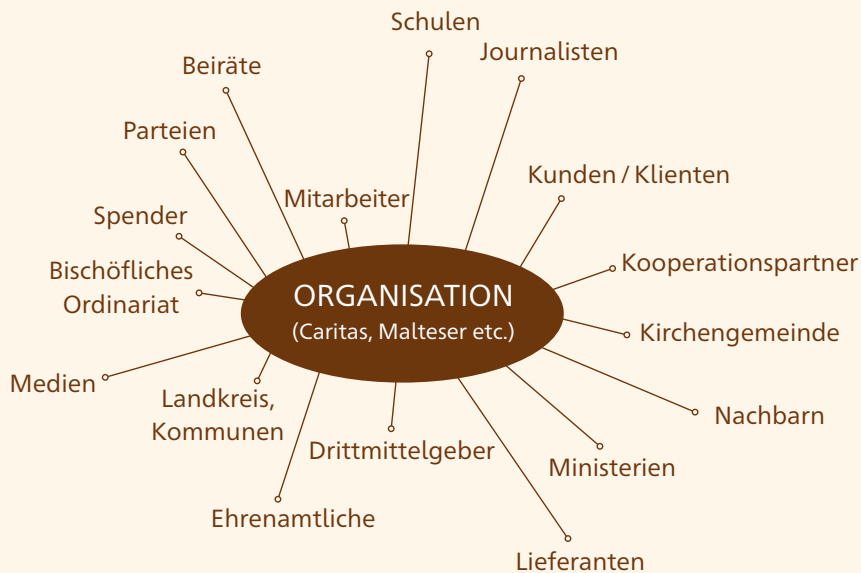 Schulen
Journalisten
Beiräte
Parteien
Kunden / Klienten
Mitarbeiter
Spender
Kooperationspartner
Bischöfliches
Ordinariat
ORGANISATION
(Caritas, Malteser etc.)
Kirchengemeinde
Medien
Landkreis,
Kommunen
Nachbarn
Drittmittelgeber
Ministerien
Ehrenamtliche
Lieferanten